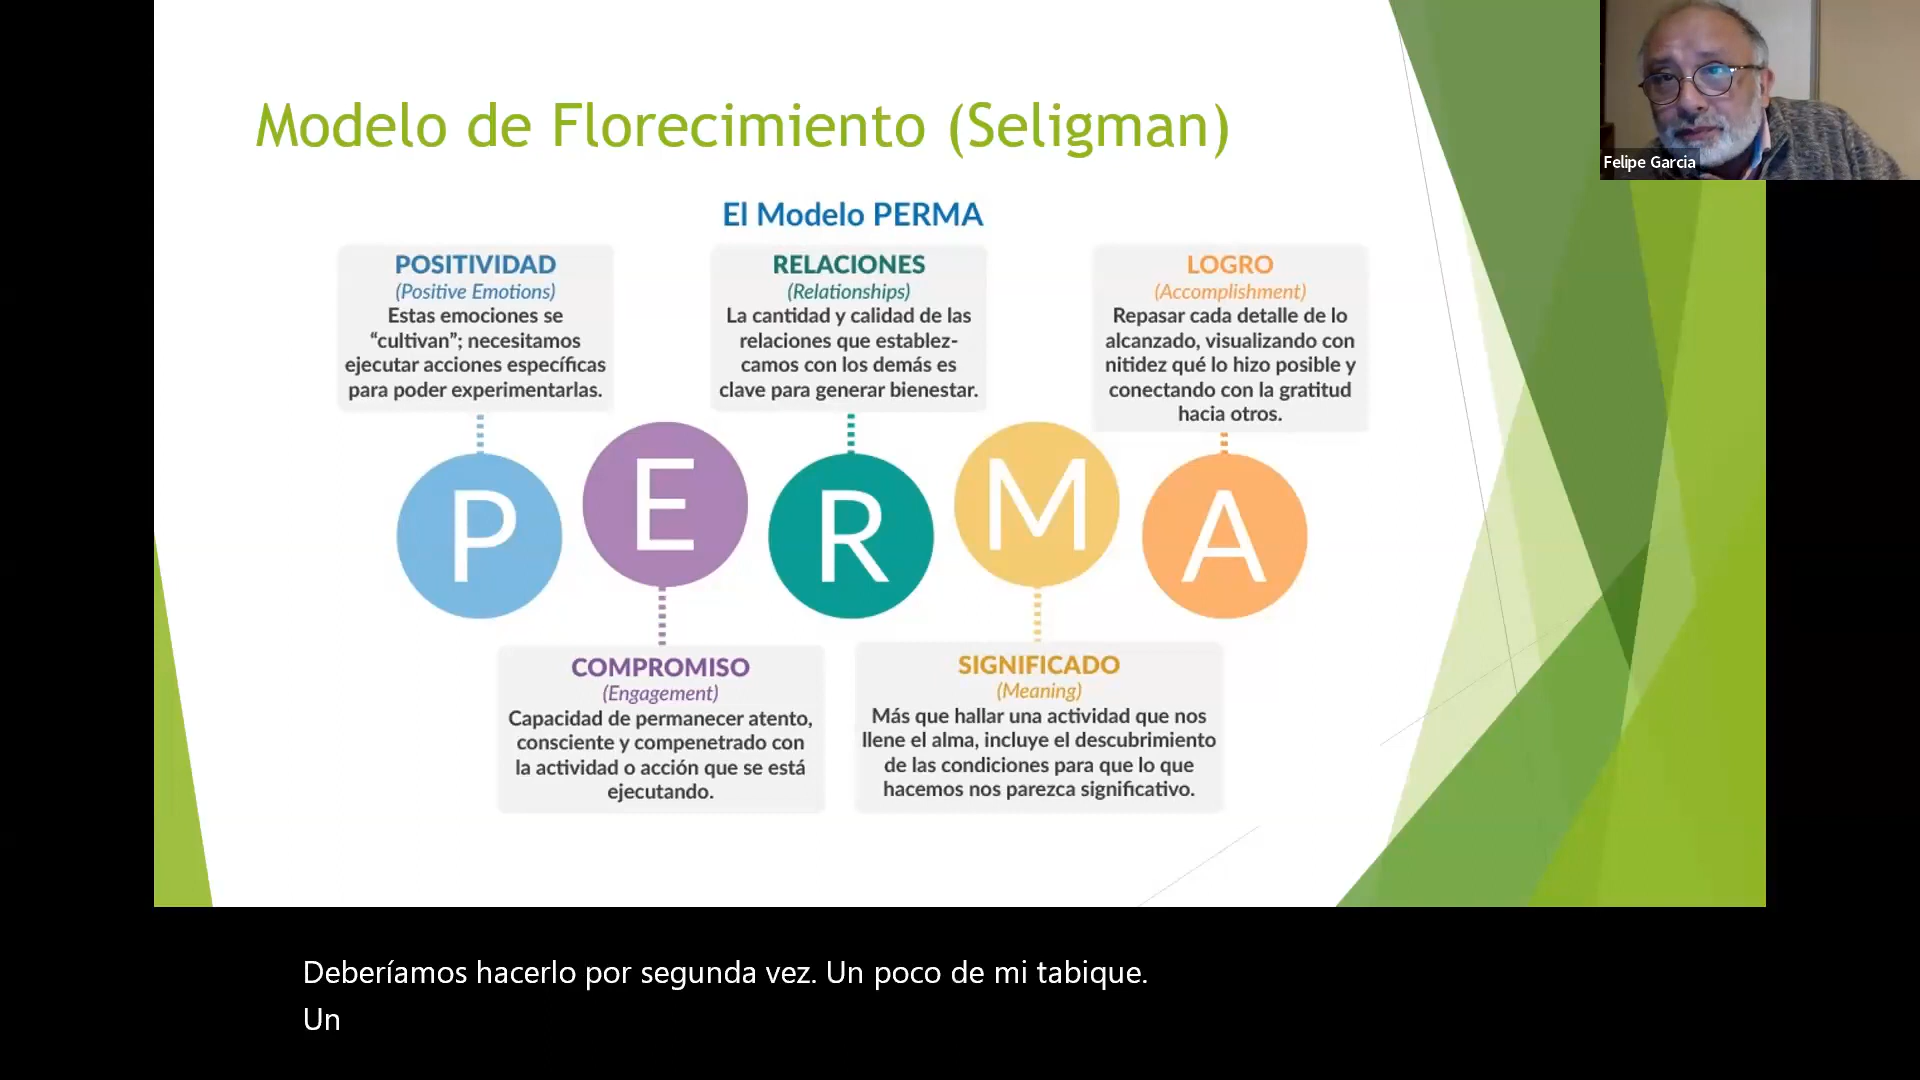 Modelo de Florecimiento (Seligman)
Felipe Garcia
El Modelo PERMA
POSITIVIDAD
(Positive Emotions)
Estas emociones se
“cultivan”; necesitamos
ejecutar acciones específicas
para poder experimentarlas.
RELACIONES
(Relationships)
La cantidad y calidad de las
relaciones que establez-
camos con los demás es
clave para generar bienestar.
LOGRO
(Accomplishment)
Repasar cada detalle de lo
alcanzado, visualizando con
nitidez qué lo hizo posible y
conectando con la gratitud
hacia otros.
P E R M A
COMPROMISO
(Engagement)
Capacidad de permanecer atento,
consciente y compenetrado con
la actividad o acción que se está
ejecutando.
SIGNIFICADO
(Meaning)
Más que hallar una actividad que nos
llene el alma, incluye el descubrimiento
de las condiciones para que lo que
hacemos nos parezca significativo.
Deberíamos hacerlo por segunda vez. Un poco de mi tabique.
Un